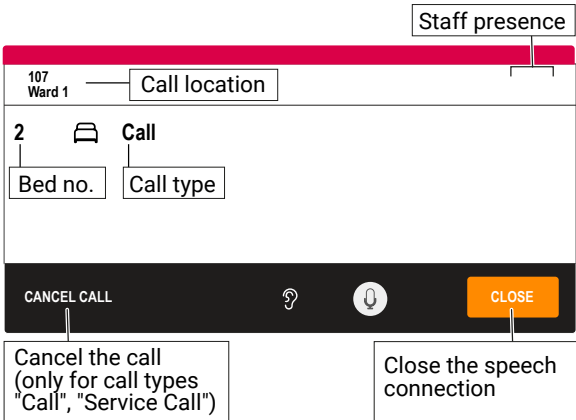 Staff presence
107
Ward 1
Call location
2 Call
Bed no. Call type
CANCEL CALL CLOSE
Cancel the call
(only for call types
"Call", "Service Call")
Close the speech
connection